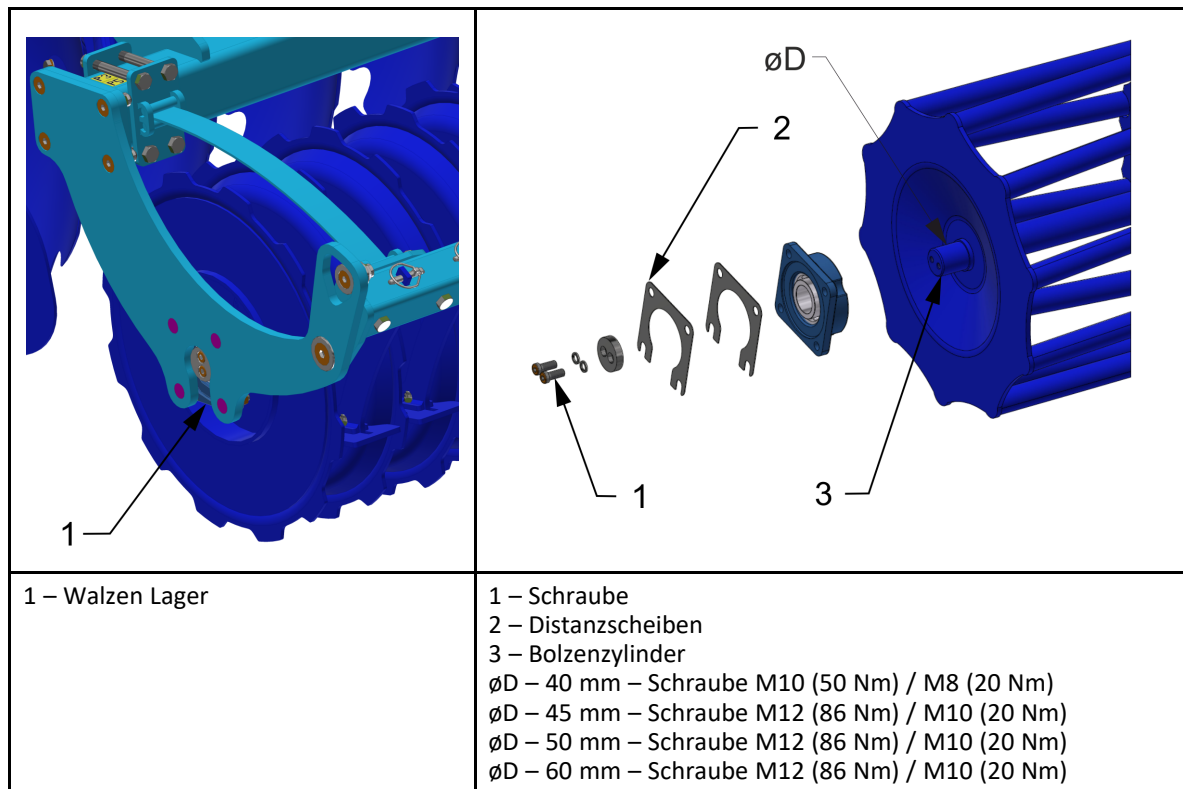 1
øD
2
1
3
1 – Walzen Lager
1 – Schraube
2 – Distanzscheiben
3 – Bolzenzylinder
øD – 40 mm – Schraube M10 (50 Nm) / M8 (20 Nm)
øD – 45 mm – Schraube M12 (86 Nm) / M10 (20 Nm)
øD – 50 mm – Schraube M12 (86 Nm) / M10 (20 Nm)
øD – 60 mm – Schraube M12 (86 Nm) / M10 (20 Nm)